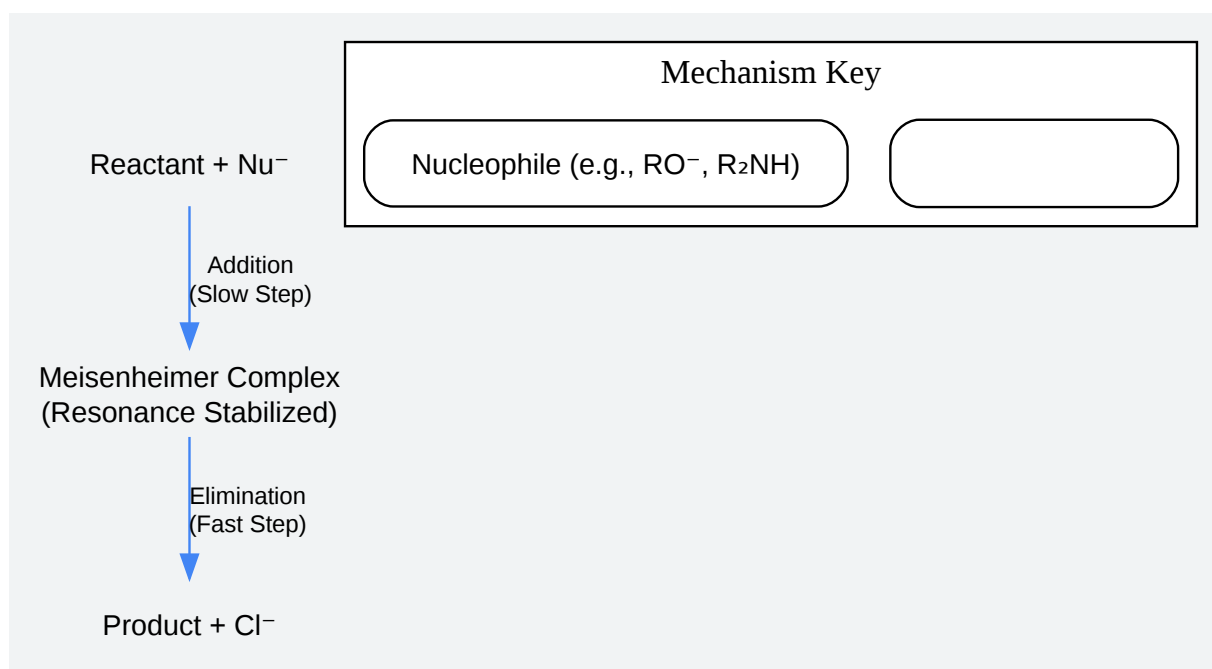 Mechanism Key
Nucleophile (e.g., RO⁻, R₂NH)
Reactant + Nu⁻
Addition
(Slow Step)
Meisenheimer Complex
(Resonance Stabilized)
Elimination
(Fast Step)
Product + Cl⁻